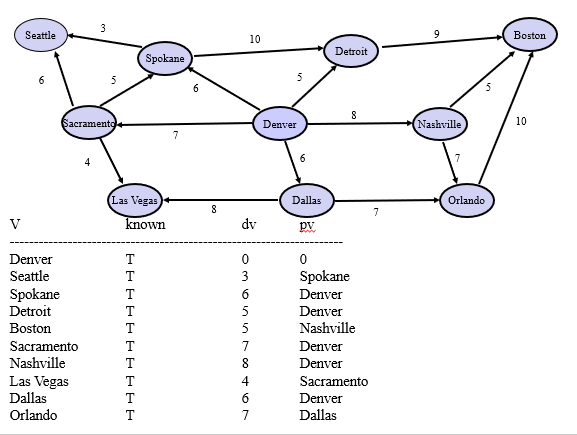 3
10
9
Seattle
Spokane
Detroit
Boston
6
5
6
5
5
10
Sacramento
7
Denver
8
Nashville
4
6
7
Las Vegas
8
Dallas
7
Orlando
V known dv pv
--------------------------------------------------------------------
Denver T 0 0
Seattle T 3 Spokane
Spokane T 6 Denver
Detroit T 5 Denver
Boston T 5 Nashville
Sacramento T 7 Denver
Nashville T 8 Denver
Las Vegas T 4 Sacramento
Dallas T 6 Denver
Orlando T 7 Dallas